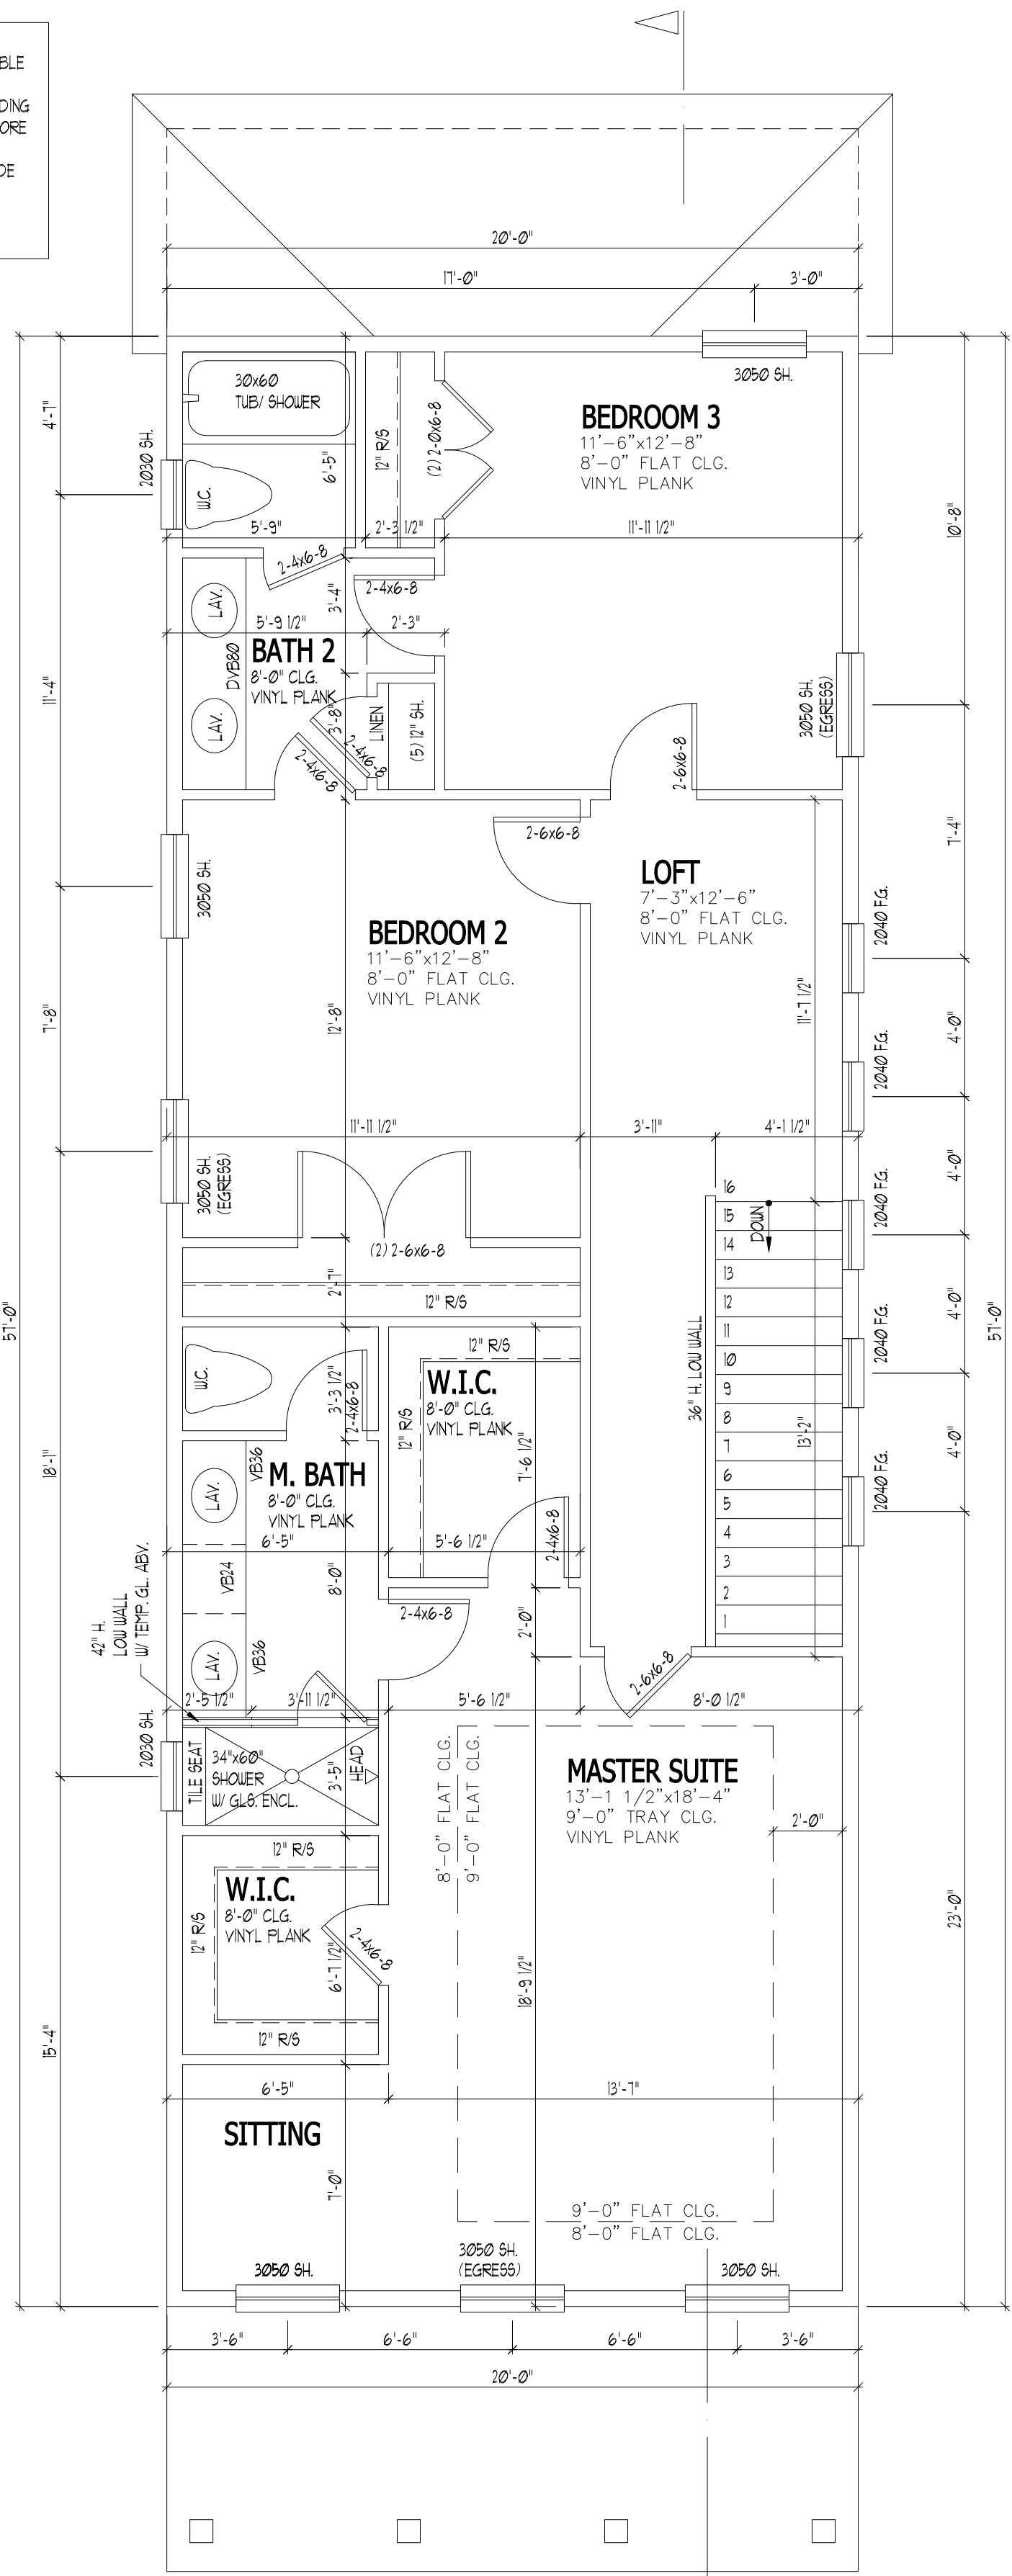 20'-0"
17'-0"
3'-0"
3050 SH.
30x60
TUB/ SHOWER
12" R/S
(2) 2-0x6-8
BEDROOM 3
11'-6"x12'-8"
8'-0" FLAT CLG.
VINYL PLANK
4'-7"
2030 SH.
W.C.
6'-5"
5'-9"
2'-3 1/2"
11'-11 1/2"
10'-8"
2-4x6-8
2-4x6-8
3'-4"
LAV.
5'-9 1/2"
2'-3"
BATH 2
8'-0" CLG.
VINYL PLANK
DVB80
LAV.
11'-4"
3'-8"
LINEN
(5) 12" SH.
2-4x6-8
2-4x6-8
3050 SH.
(EGRESS)
2-6x6-8
2-6x6-8
7'-4"
3050 SH.
LOFT
7'-3"x12'-6"
8'-0" FLAT CLG.
VINYL PLANK
2040 F.G.
BEDROOM 2
11'-6"x12'-8"
8'-0" FLAT CLG.
VINYL PLANK
7'-8"
12'-8"
11'-7 1/2"
4'-0"
2040 F.G.
11'-11 1/2"
3'-11"
4'-1 1/2"
3050 SH.
(EGRESS)
4'-0"
2040 F.G.
16
15
14
13
12
11
10
9
8
7
6
5
4
3
2
1
DOWN
(2) 2-6x6-8
2'-7"
12" R/S
57'-0"
57'-0"
4'-0"
2040 F.G.
36" H. LOW WALL
13'-2"
4'-0"
2040 F.G.
W.C.
3'-3 1/2"
2-4x6-8
12" R/S
W.I.C.
8'-0" CLG.
VINYL PLANK
12" R/S
7'-6 1/2"
18'-1"
VB36
M. BATH
8'-0" CLG.
VINYL PLANK
LAV.
6'-5"
5'-6 1/2"
2-4x6-8
VB24
8'-0"
2-4x6-8
2'-0"
42" H.
LOW WALL
W/ TEMP. GL. ABV.
LAV.
VB36
2-6x6-8
2'-5 1/2"
3'-11 1/2"
5'-6 1/2"
8'-0 1/2"
2030 SH.
TILE SEAT
34"x60"
SHOWER
W/ GLS. ENCL.
3'-5"
HEAD
8'-0" FLAT CLG.
9'-0" FLAT CLG.
MASTER SUITE
13'-1 1/2"x18'-4"
9'-0" TRAY CLG.
VINYL PLANK
2'-0"
12" R/S
W.I.C.
8'-0" CLG.
VINYL PLANK
12" R/S
6'-7 1/2"
2-4x6-8
18'-9 1/2"
23'-0"
12" R/S
15'-4"
6'-5"
13'-7"
SITTING
7'-0"
9'-0" FLAT CLG.
8'-0" FLAT CLG.
3050 SH.
3050 SH.
(EGRESS)
3050 SH.
3'-6"
6'-6"
6'-6"
3'-6"
20'-0"